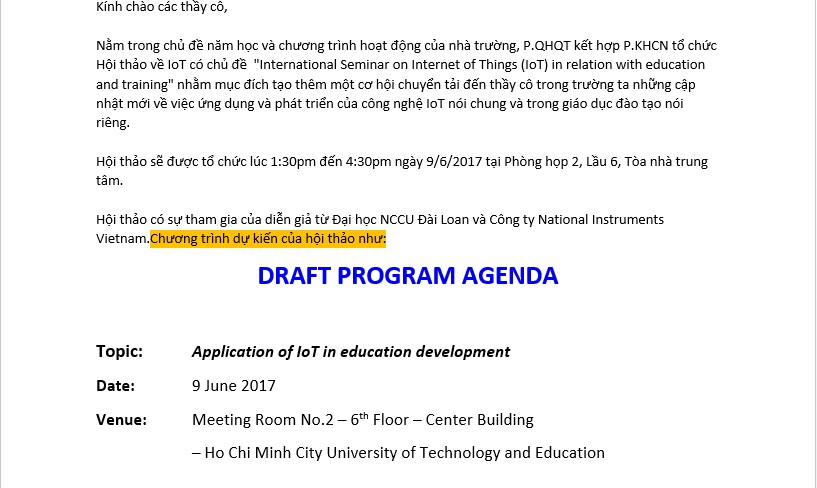 Kính chào các thầy cô,
Nằm trong chủ đề năm học và chương trình hoạt động của nhà trường, P.QHQT kết hợp P.KHCN tổ chức
Hội thảo về IoT có chủ đề  "International Seminar on Internet of Things (IoT) in relation with education
and training" nhằm mục đích tạo thêm một cơ hội chuyển tải đến thầy cô trong trường ta những cập
nhật mới về việc ứng dụng và phát triển của công nghệ IoT nói chung và trong giáo dục đào tạo nói
riêng.
Hội thảo sẽ được tổ chức lúc 1:30pm đến 4:30pm ngày 9/6/2017 tại Phòng họp 2, Lầu 6, Tòa nhà trung
tâm.
Hội thảo có sự tham gia của diễn giả từ Đại học NCCU Đài Loan và Công ty National Instruments
Vietnam.Chương trình dự kiến của hội thảo như:
DRAFT PROGRAM AGENDA
Topic: Application of IoT in education development
Date: 9 June 2017
Venue: Meeting Room No.2 – 6th Floor – Center Building
– Ho Chi Minh City University of Technology and Education